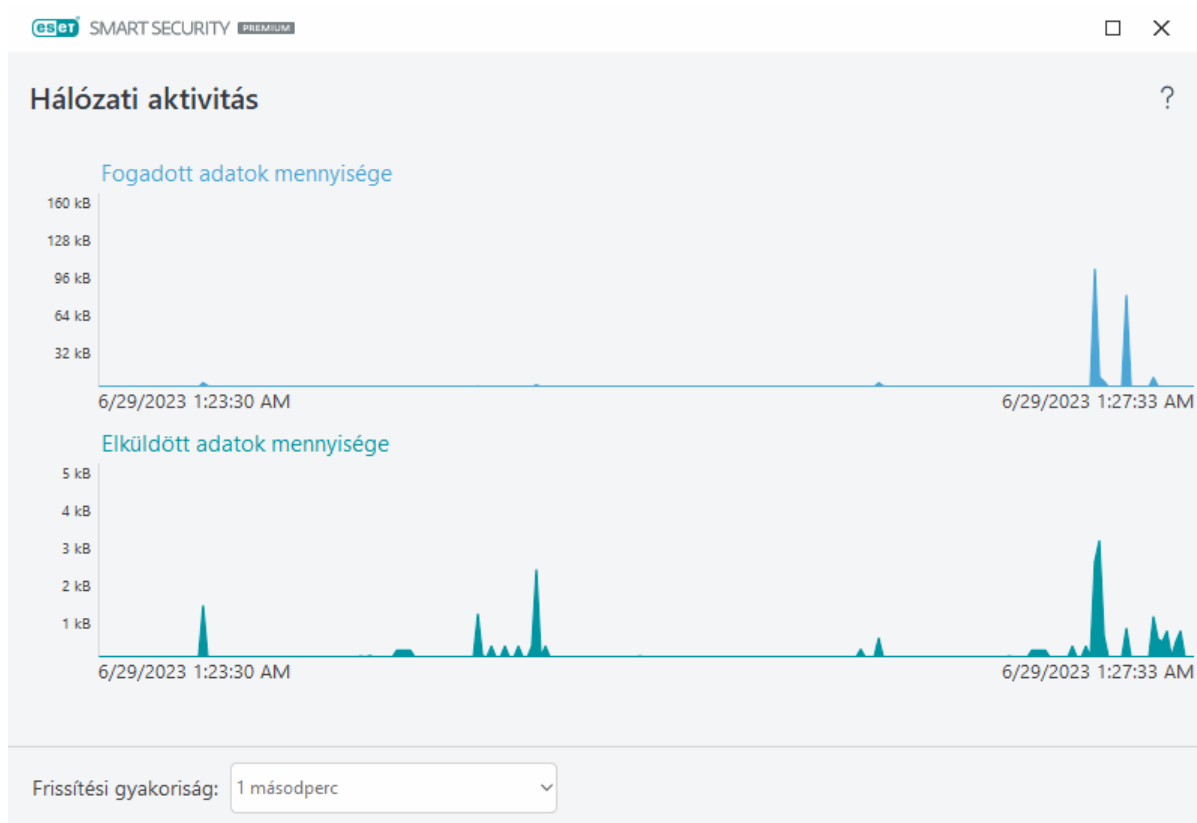 eset SMART SECURITY PREMIUM
Hálózati aktivitás
?
Fogadott adatok mennyisége
160 kB
128 kB
96 kB
64 kB
32 kB
6/29/2023 1:23:30 AM 6/29/2023 1:27:33 AM
Elküldött adatok mennyisége
5 kB
4 kB
3 kB
2 kB
1 kB
6/29/2023 1:23:30 AM 6/29/2023 1:27:33 AM
Frissítési gyakoriság: 1 másodperc